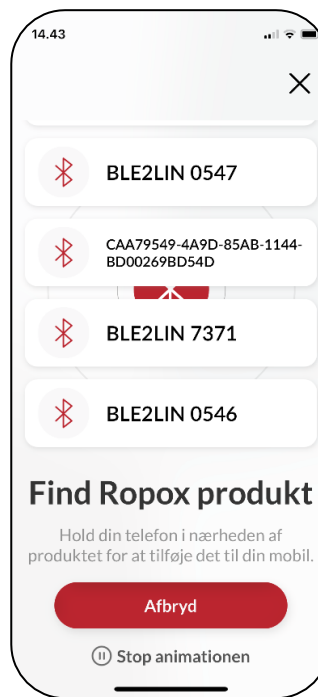 14.43
BLE2LIN 0547
CAA79549-4A9D-85AB-1144-
BD00269BD54D
BLE2LIN 7371
BLE2LIN 0546
Find Ropox produkt
Hold din telefon i nærheden af
produktet for at tilføje det til din mobil.
Afbryd
Stop animationen